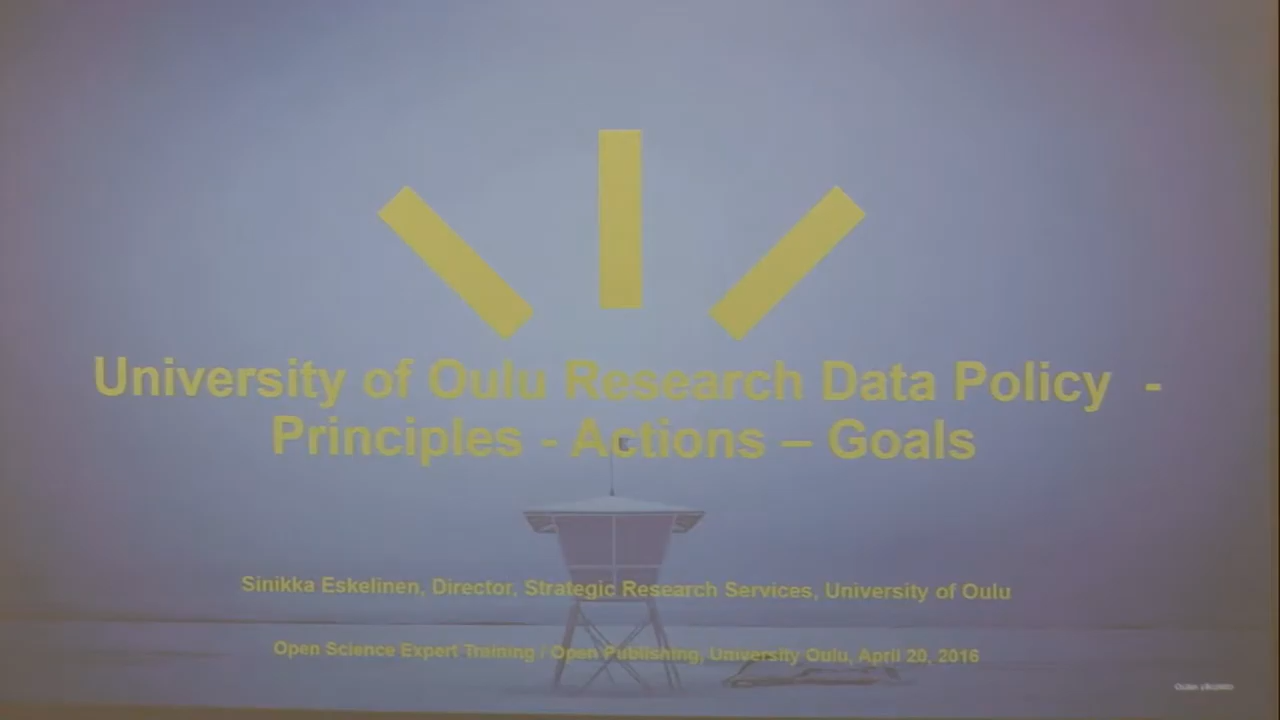 University of Oulu Research Data Policy -
Principles - Actions – Goals
Sinikka Eskelinen, Director, Strategic Research Services, University of Oulu
Open Science Expert Training / Open Publishing, University Oulu, April 20, 2016